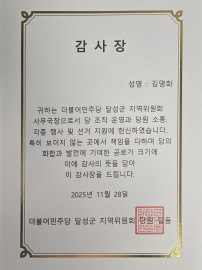 감사장
성명 : 김명화
귀하는 더불어민주당 달성군 지역위원회
사무국장으로서 당 조직 운영과 당원 소통,
각종 행사 및 선거 지원에 헌신하였습니다.
특히 보이지 않는 곳에서 책임을 다하며 당의
화합과 발전에 기여한 공로가 크기에
이에 감사의 뜻을 담아
이 감사장을 드립니다.
2025년 11월 28일
더불어민주당 달성군 지역위원회 당원 일동